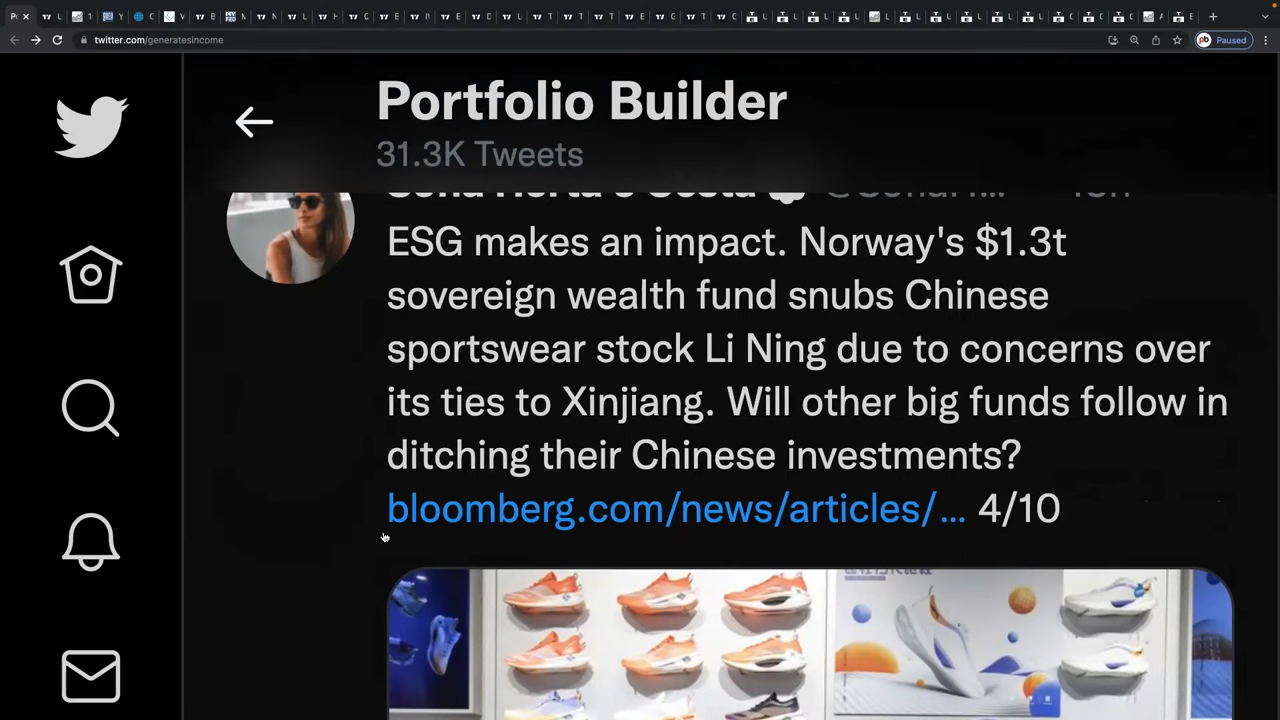 twitter.com/generatesincome
Paused
Portfolio Builder
31.3K Tweets
ESG makes an impact. Norway's $1.3t
sovereign wealth fund snubs Chinese
sportswear stock Li Ning due to concerns over
its ties to Xinjiang. Will other big funds follow in
ditching their Chinese investments?
bloomberg.com/news/articles/... 4/10